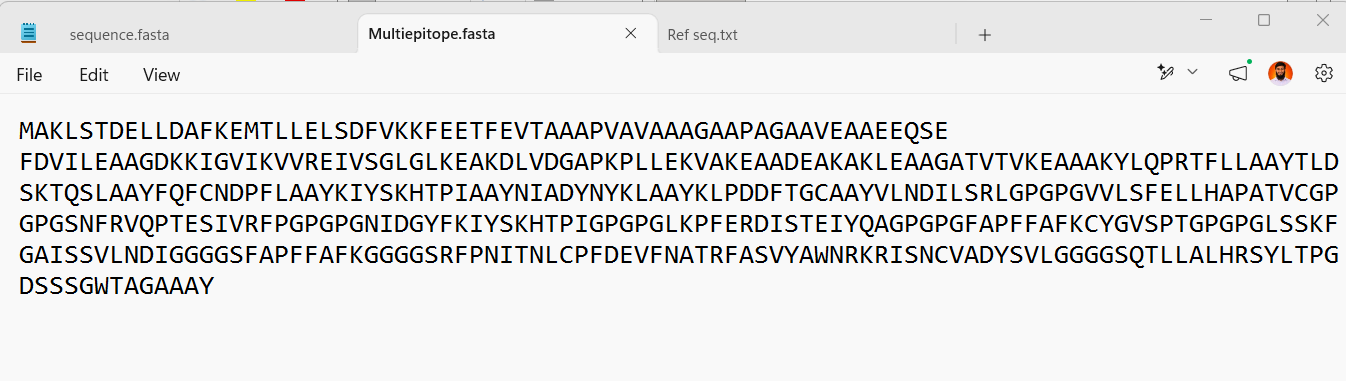 sequence.fasta
Multiepitope.fasta
Ref seq.txt
File Edit View
MAKLSTDELLDAFKEMTLLELSDFVKKFEETFEVTAAAPVAVAAAGAAPAGAAVEAAEEQSE
FDVILEAAGDKKIGVIKVVREIVSGLGLKEAKDLVDGAPKPLLEKVAKEAADEAKAKLEAAGATVTVKEAAAKYLQPRTFLLAAYTLD
SKTQSLAAYFQFCNDPFLAAYKIYSKHTPIAAYNIADYNYKLAAYKLPDDFTGCAAYVLNDILSRLGPGPGVVLSFELLHAPATVCGP
GPGSNFRVQPTESIVRFPGPGPGNIDGYFKIYSKHTPIGPGPGLKPFERDISTEIYQAGPGPGFAPFFAFKCYGVSPTGPGPGLSSKF
GAISSVLNDIGGGGSFAPFFAFKGGGGSRFPNITNLCPFDEVFNATRFASVYAWNRKRISNCVADYSVLGGGGSQTLLALHRSYLTPG
DSSSGWTAGAAAY